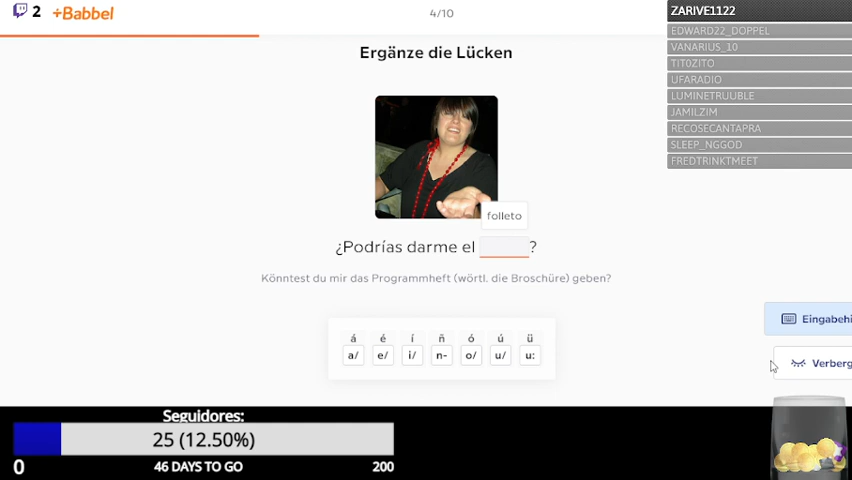 2 +Babbel
4/10
Ergänze die Lücken
folleto
¿Podrías darme el ?
Könntest du mir das Programmheft (wörtl. die Broschüre) geben?
á é í ñ ó ú ü
a/ e/ i/ n- o/ u/ u:
Eingabehi
Verberg
ZARIVE1122
EDWARD22_DOPPEL
VANARIUS_10
TIT0ZITO
UFARADIO
LUMINETRUUBLE
JAMILZIM
RECOSECANTAPRA
SLEEP_NGGOD
FREDTRINKTMEET
Seguidores:
25 (12.50%)
0 46 DAYS TO GO 200